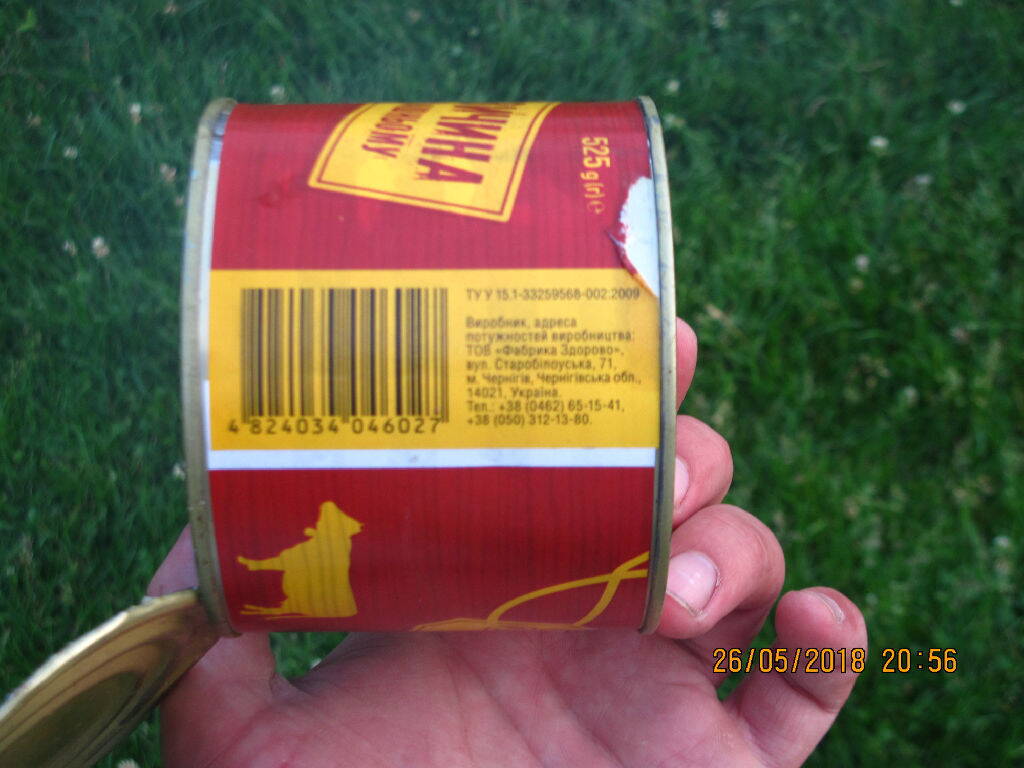 ЧИНА
525 g (г) ℮
4 824034 046027
ТУ У 15.1-33259568-002:2009
Виробник, адреса
потужностей виробництва:
ТОВ «Фабрика Здорово»,
вул. Старобілоуська, 71,
м. Чернігів, Чернігівська обл.,
14021, Україна.
Тел.: +38 (0462) 65-15-41,
+38 (050) 312-13-80.
26/05/2018 20:56